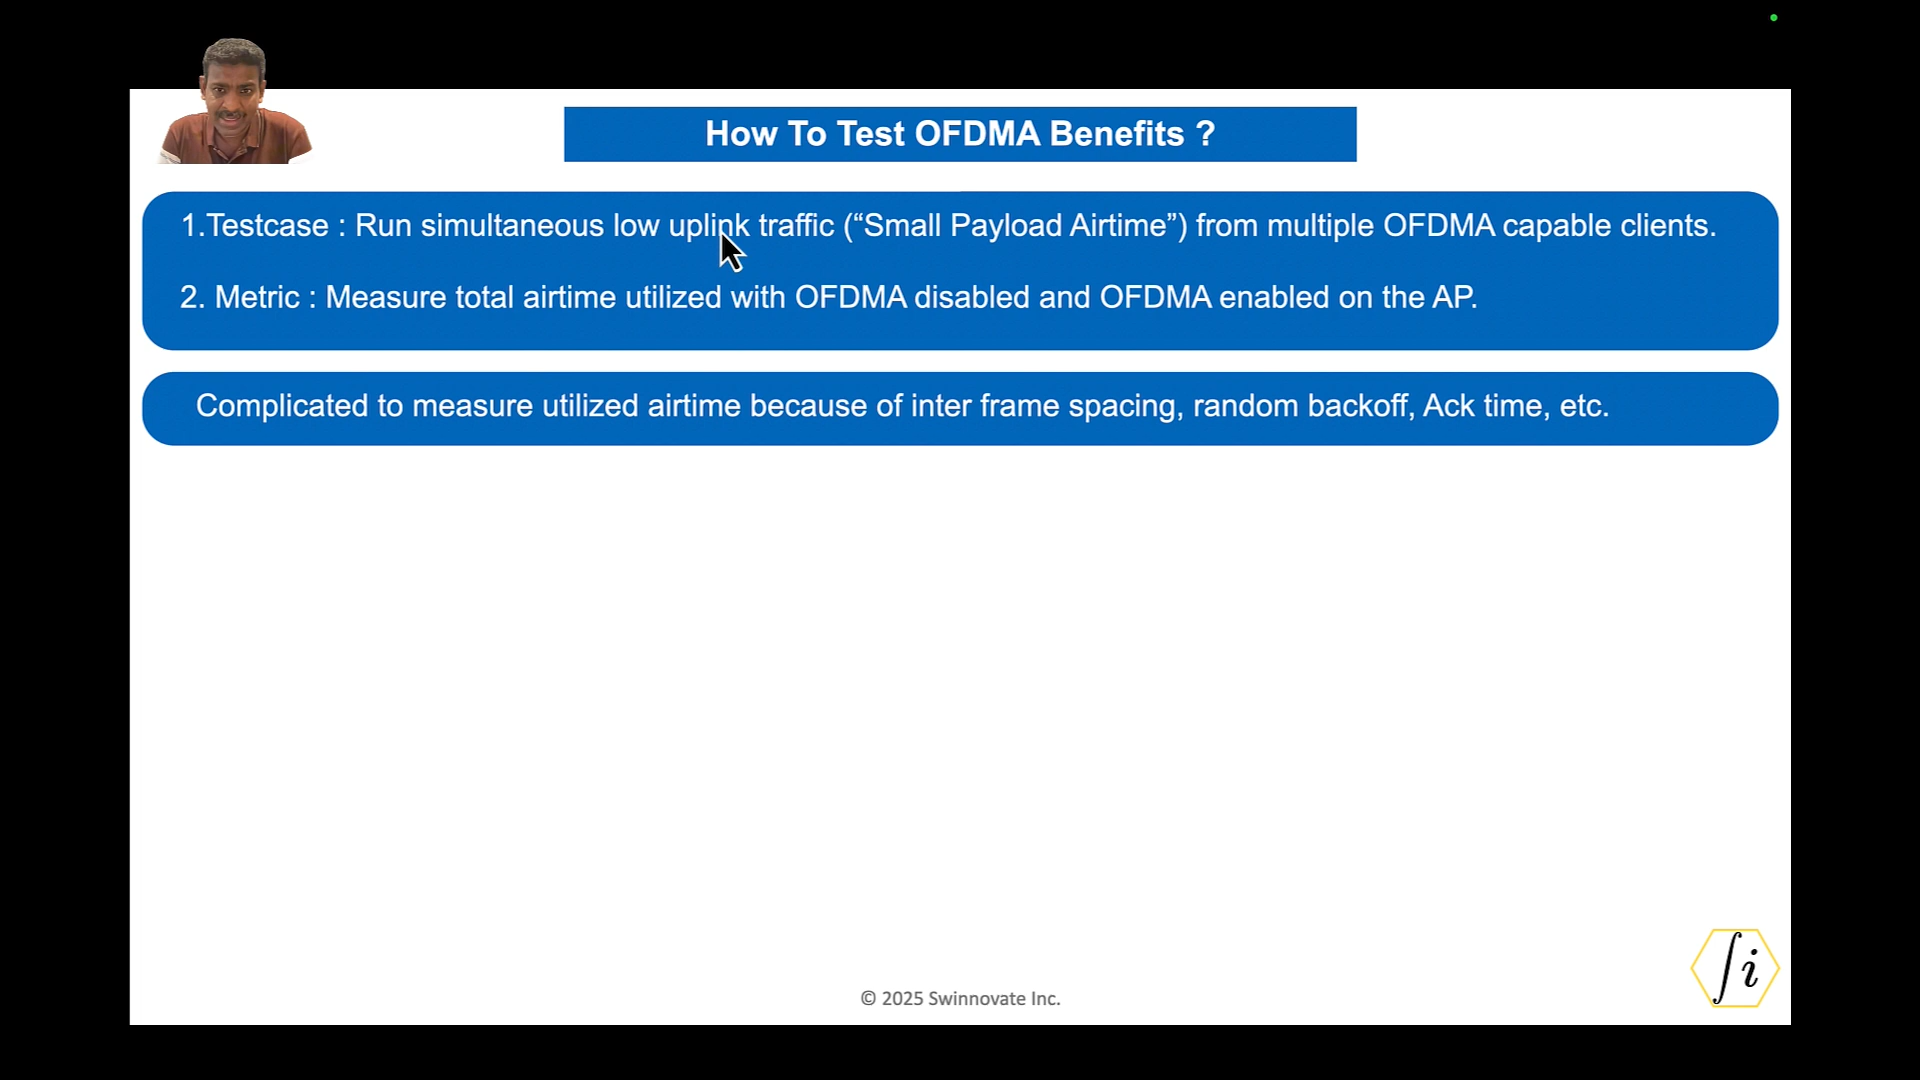 How To Test OFDMA Benefits ?
1.Testcase : Run simultaneous low uplink traffic (“Small Payload Airtime”) from multiple OFDMA capable clients.
2. Metric : Measure total airtime utilized with OFDMA disabled and OFDMA enabled on the AP.
Complicated to measure utilized airtime because of inter frame spacing, random backoff, Ack time, etc.
© 2025 Swinnovate Inc.
∫i